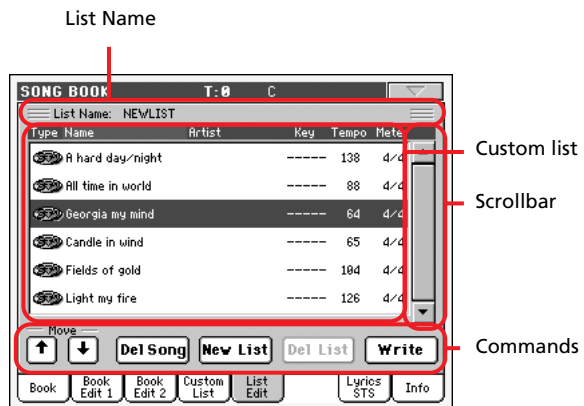 List Name
SONG BOOK T:0 C
List Name: NEWLIST
Type Name Artist Key Tempo Mete
A hard day/night ----- 138 4/4
Custom list
All time in world ----- 88 4/4
Scrollbar
Georgia my mind ----- 64 4/4
Candle in wind ----- 65 4/4
Fields of gold ----- 104 4/4
Light my fire ----- 126 4/4
Move
Del Song New List Del List Write
Commands
Book Book Edit 1 Book Edit 2 Custom List List Edit Lyrics STS Info